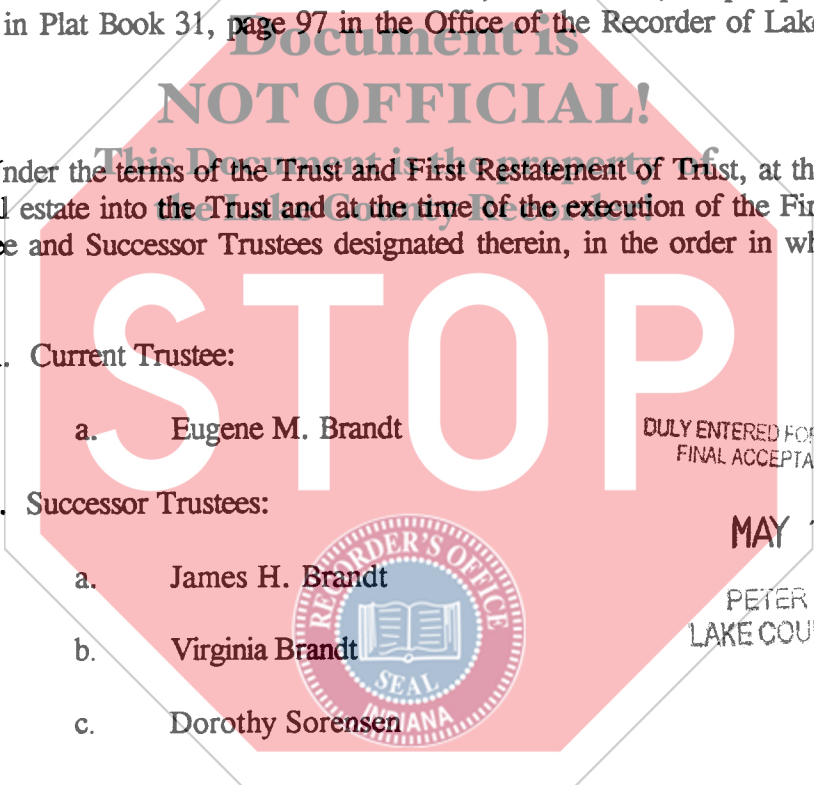 in Plat Book 31, page 97 in the Office of the Recorder of Lake
Document is
NOT OFFICIAL!
This Document is the property of
the Lake County Recorder!
nder the terms of the Trust and First Restatement of Trust, at th
l estate into the Trust and at the time of the execution of the Fir
e and Successor Trustees designated therein, in the order in wh
STOP
. Current Trustee:
a. Eugene M. Brandt
DULY ENTERED FOR
FINAL ACCEPTA
. Successor Trustees:
MAY
a. James H. Brandt
PETER
LAKE COU
b. Virginia Brandt
c. Dorothy Sorensen
RECORDER'S OFFICE
SEAL
INDIANA